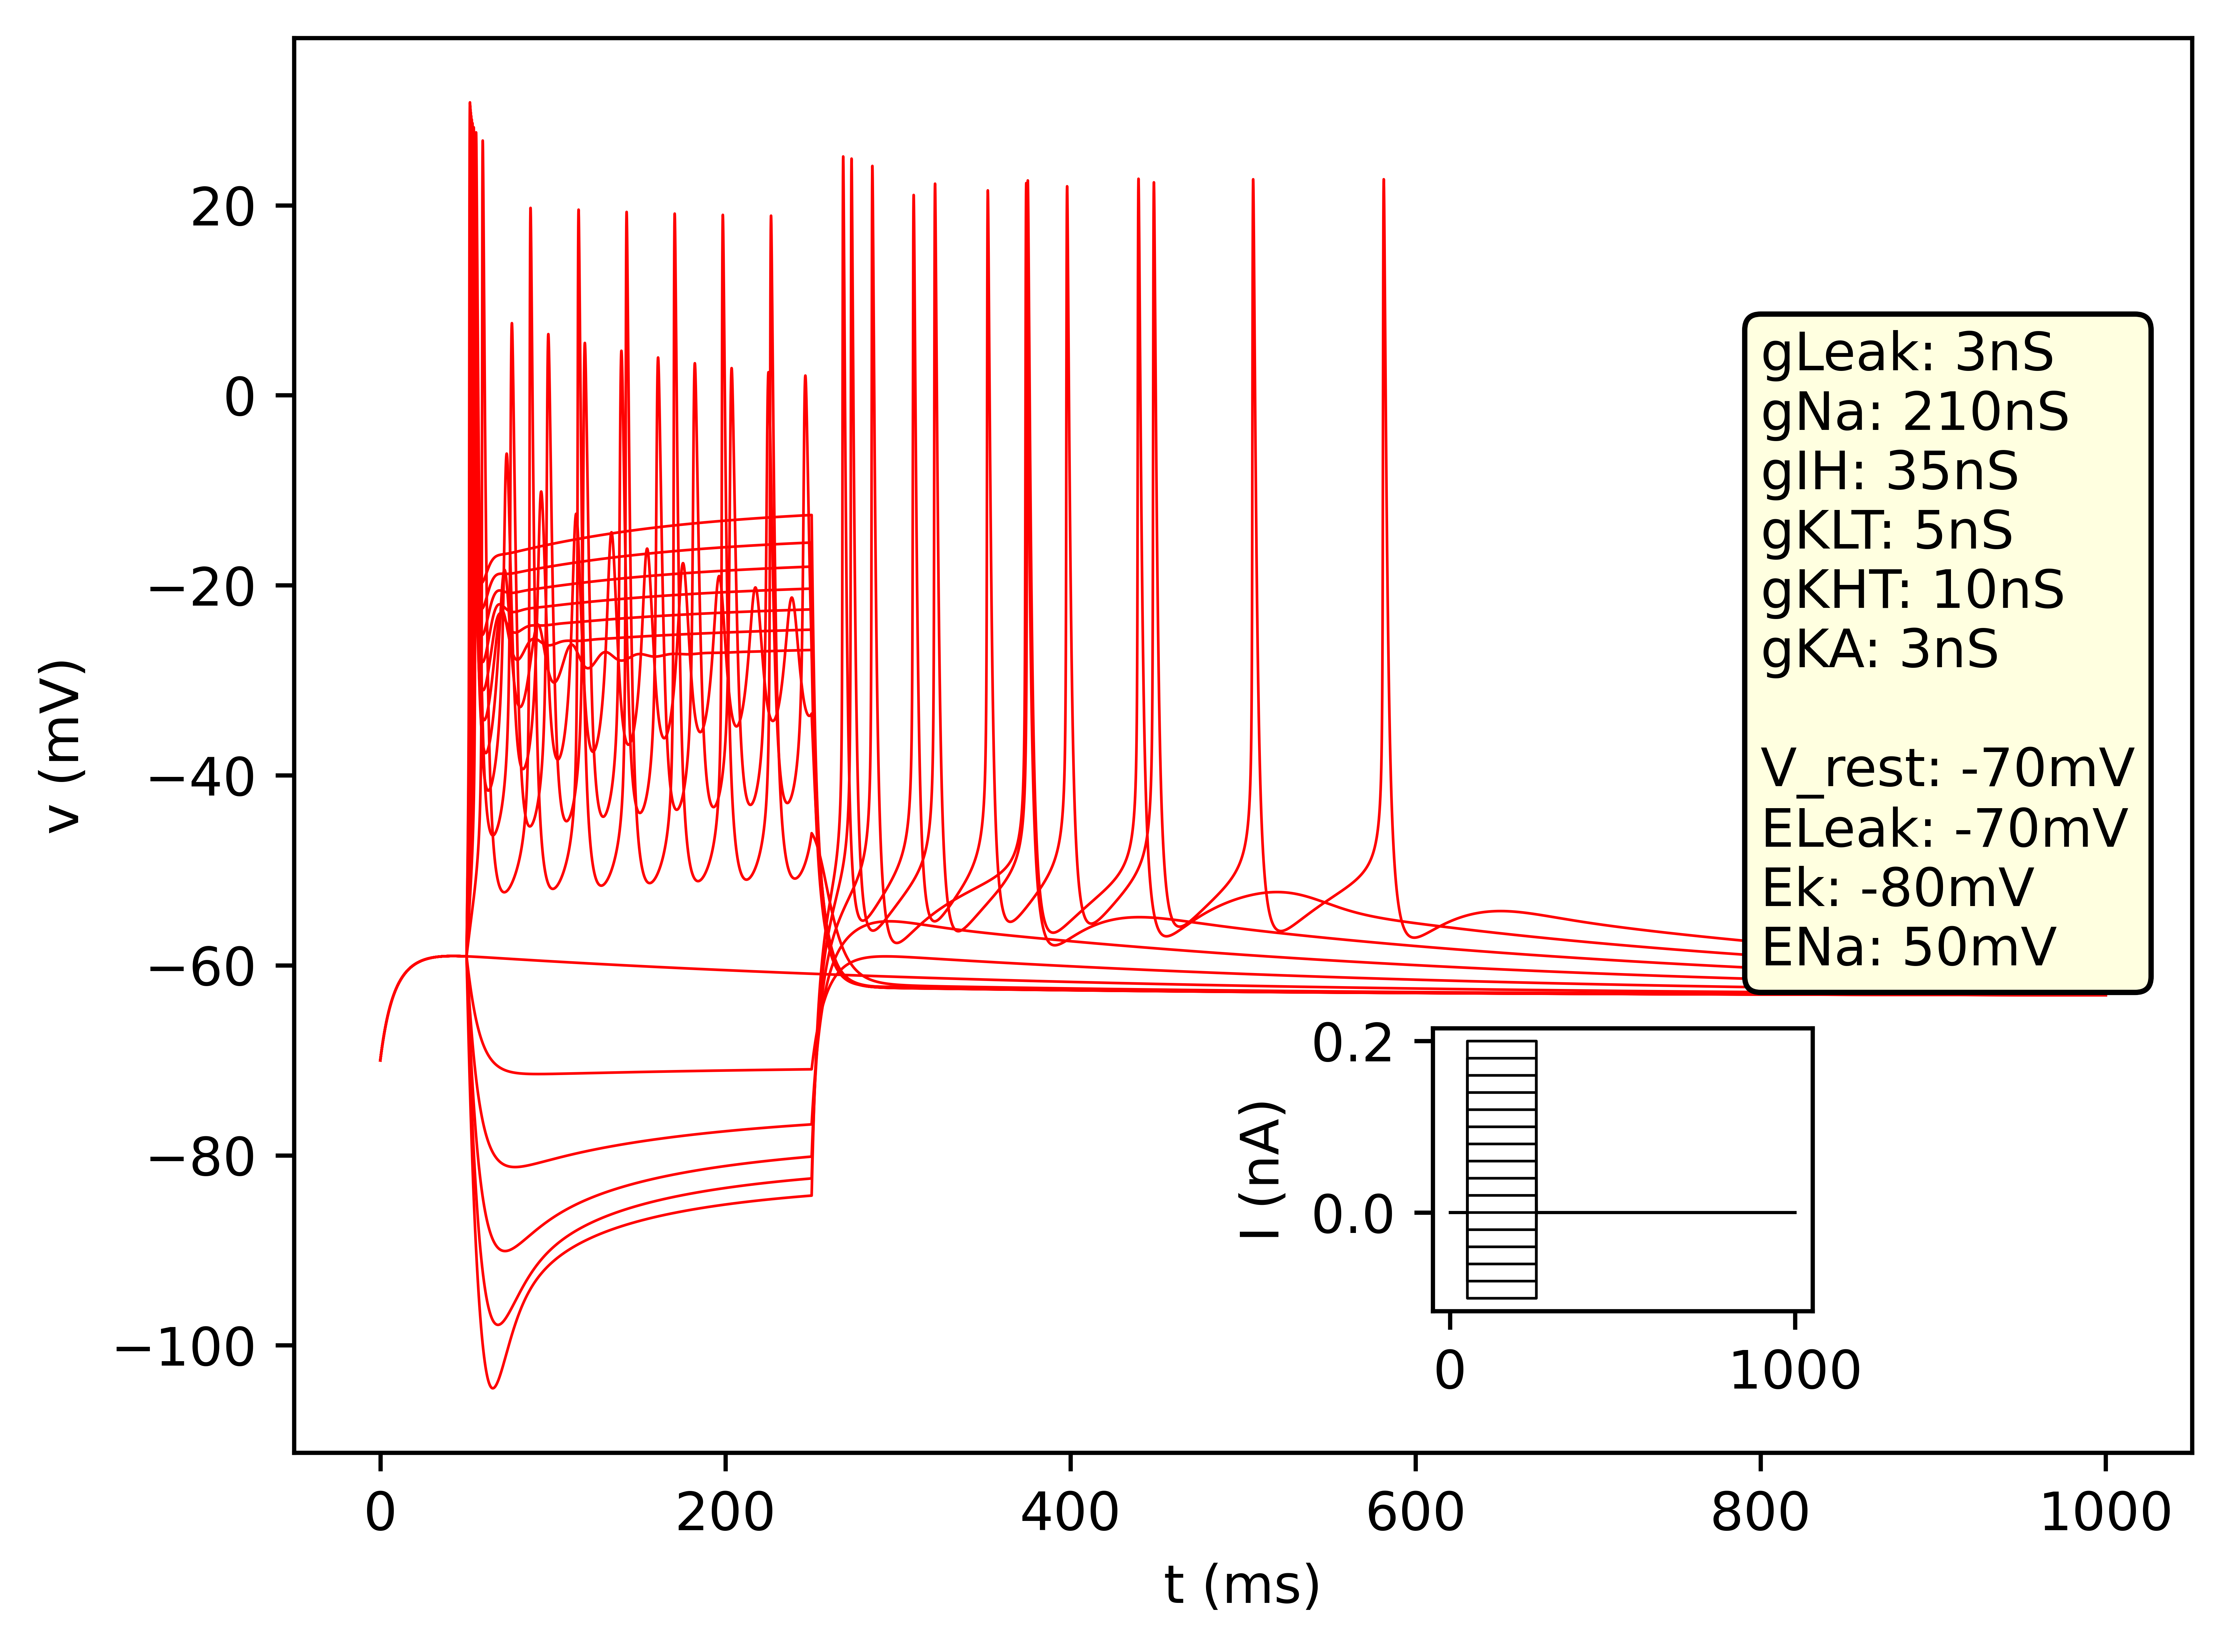 20
0
−20
−40
−60
−80
−100
v (mV)
gLeak: 3nS
gNa: 210nS
gIH: 35nS
gKLT: 5nS
gKHT: 10nS
gKA: 3nS
V_rest: -70mV
ELeak: -70mV
Ek: -80mV
ENa: 50mV
0.2
0.0
I (nA)
0 1000
0 200 400 600 800 1000
t (ms)